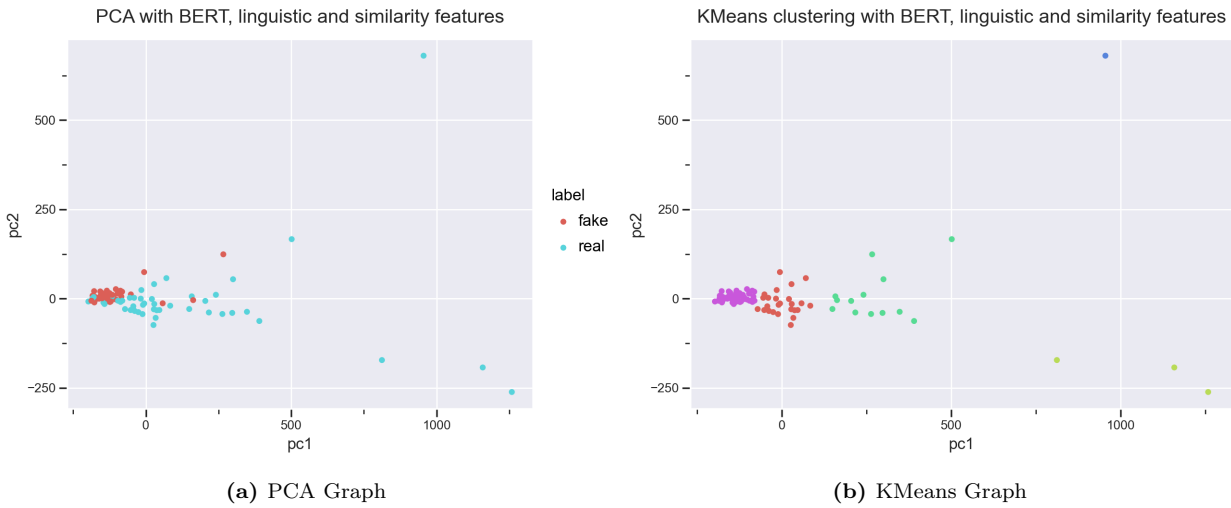 PCA with BERT, linguistic and similarity features
500
250
0
−250
pc2
0
500
1000
pc1
label
fake
real
(a) PCA Graph
KMeans clustering with BERT, linguistic and similarity features
500
250
0
−250
pc2
0
500
1000
pc1
(b) KMeans Graph